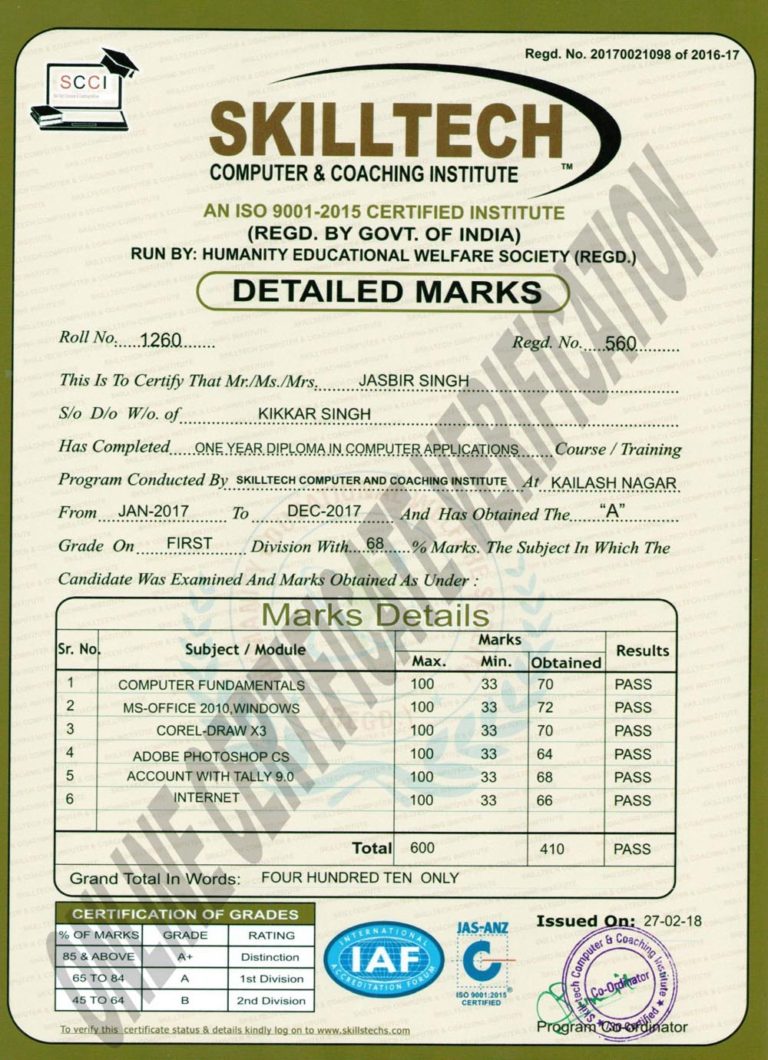 Regd. No. 20170021098 of 2016-17
SCCI
SKILLTECH
COMPUTER & COACHING INSTITUTE ™
AN ISO 9001-2015 CERTIFIED INSTITUTE
(REGD. BY GOVT. OF INDIA)
RUN BY: HUMANITY EDUCATIONAL WELFARE SOCIETY (REGD.)
DETAILED MARKS
Roll No. 1260 Regd. No. 560
This Is To Certify That Mr./Ms./Mrs. JASBIR SINGH
S/o D/o W/o. of KIKKAR SINGH
Has Completed ONE YEAR DIPLOMA IN COMPUTER APPLICATIONS Course / Training
Program Conducted By SKILLTECH COMPUTER AND COACHING INSTITUTE At KAILASH NAGAR
From JAN-2017 To DEC-2017 And Has Obtained The "A"
Grade On FIRST Division With 68 % Marks. The Subject In Which The
Candidate Was Examined And Marks Obtained As Under :
Marks Details
Sr. No. Subject / Module Marks Results
Max. Min. Obtained
1 COMPUTER FUNDAMENTALS 100 33 70 PASS
2 MS-OFFICE 2010,WINDOWS 100 33 72 PASS
3 COREL-DRAW X3 100 33 70 PASS
4 ADOBE PHOTOSHOP CS 100 33 64 PASS
5 ACCOUNT WITH TALLY 9.0 100 33 68 PASS
6 INTERNET 100 33 66 PASS
Total 600 410 PASS
Grand Total In Words: FOUR HUNDRED TEN ONLY
CERTIFICATION OF GRADES
% OF MARKS GRADE RATING
85 & ABOVE A+ Distinction
65 TO 84 A 1st Division
45 TO 64 B 2nd Division
INTERNATIONAL
IAF
ACCREDITATION FORUM
JAS-ANZ
ISO 9001:2015
CERTIFIED
Issued On: 27-02-18
Skilltech Computer & Coaching Institute
Co-Ordinator
Program Co-ordinator
To verify this certificate status & details kindly log on to www.skillstechs.com
ONLINE CERTIFICATE VERIFICATION